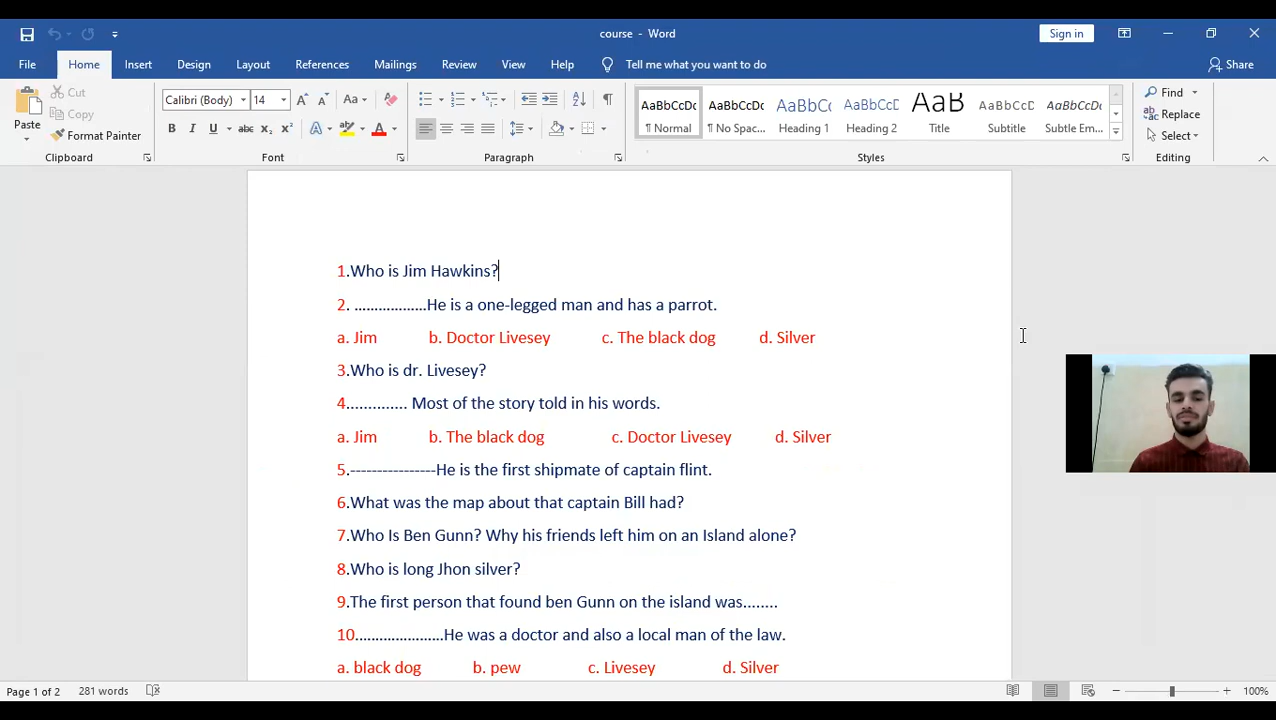 course - Word
Sign in
File Home Insert Design Layout References Mailings Review View Help Tell me what you want to do Share
Paste
Cut
Copy
Format Painter
Clipboard
Calibri (Body) 14
Font
Paragraph
AaBbCcDc AaBbCcDc AaBbCc AaBbCcD AaB AaBbCcD AaBbCcDc
¶ Normal ¶ No Spac... Heading 1 Heading 2 Title Subtitle Subtle Em...
Styles
Find
Replace
Select
Editing
1.Who is Jim Hawkins?
2. ..................He is a one-legged man and has a parrot.
a. Jim b. Doctor Livesey c. The black dog d. Silver
3.Who is dr. Livesey?
4.............. Most of the story told in his words.
a. Jim b. The black dog c. Doctor Livesey d. Silver
5.----------------He is the first shipmate of captain flint.
6.What was the map about that captain Bill had?
7.Who Is Ben Gunn? Why his friends left him on an Island alone?
8.Who is long Jhon silver?
9.The first person that found ben Gunn on the island was........
10.....................He was a doctor and also a local man of the law.
a. black dog b. pew c. Livesey d. Silver
Page 1 of 2 281 words 100%